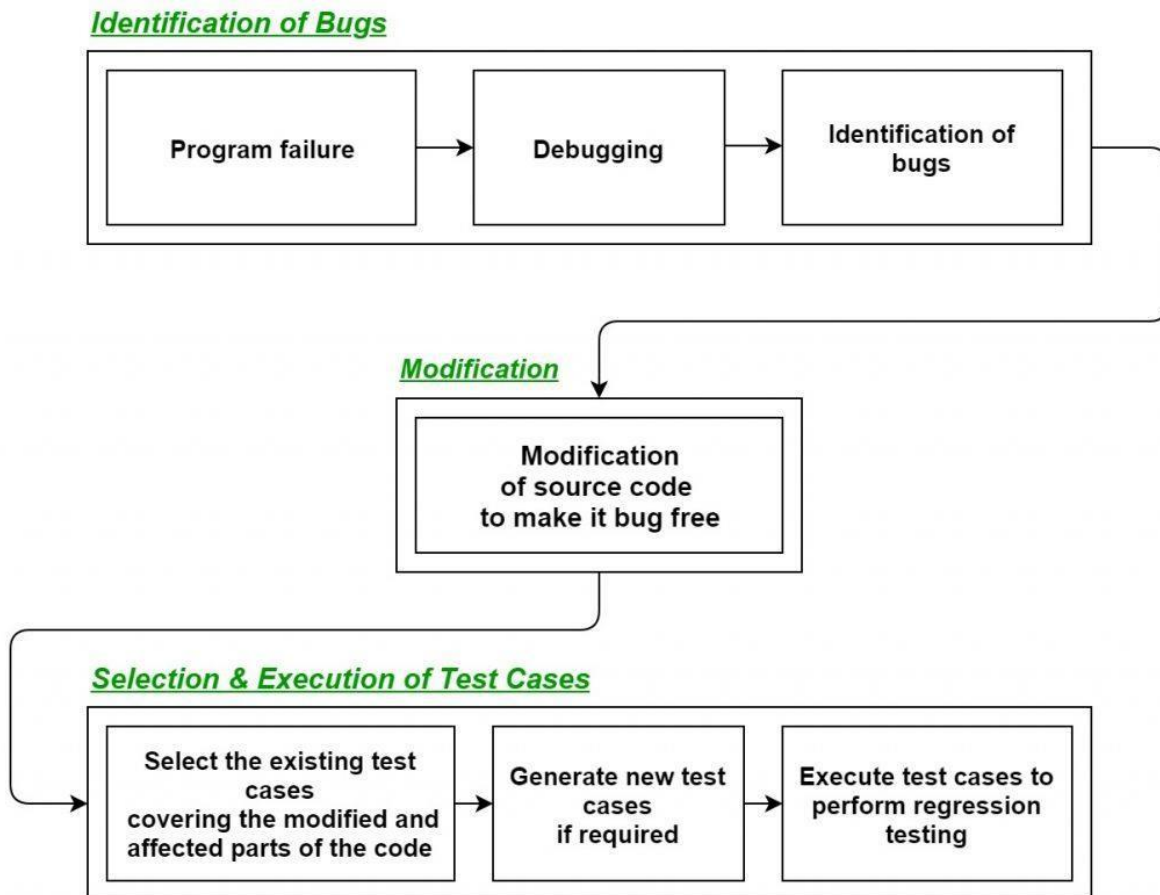 Identification of Bugs
Program failure
Debugging
Identification of
bugs
Modification
Modification
of source code
to make it bug free
Selection & Execution of Test Cases
Select the existing test
cases
covering the modified and
affected parts of the code
Generate new test
cases
if required
Execute test cases to
perform regression
testing